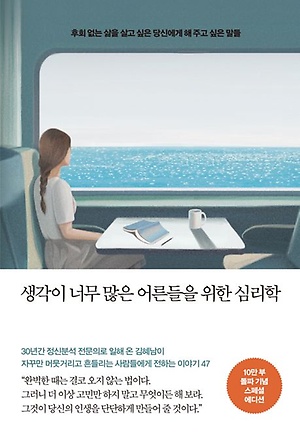 후회 없는 삶을 살고 싶은 당신에게 해 주고 싶은 말들
생각이 너무 많은 어른들을 위한 심리학
30년간 정신분석 전문의로 일해 온 김혜남이
자꾸만 머뭇거리고 흔들리는 사람들에게 전하는 이야기 47
“완벽한 때는 결코 오지 않는 법이다.
그러니 더 이상 고민만 하지 말고 무엇이든 해 보라.
그것이 당신의 인생을 단단하게 만들어 줄 것이다.”
10만 부
돌파 기념
스페셜
에디션